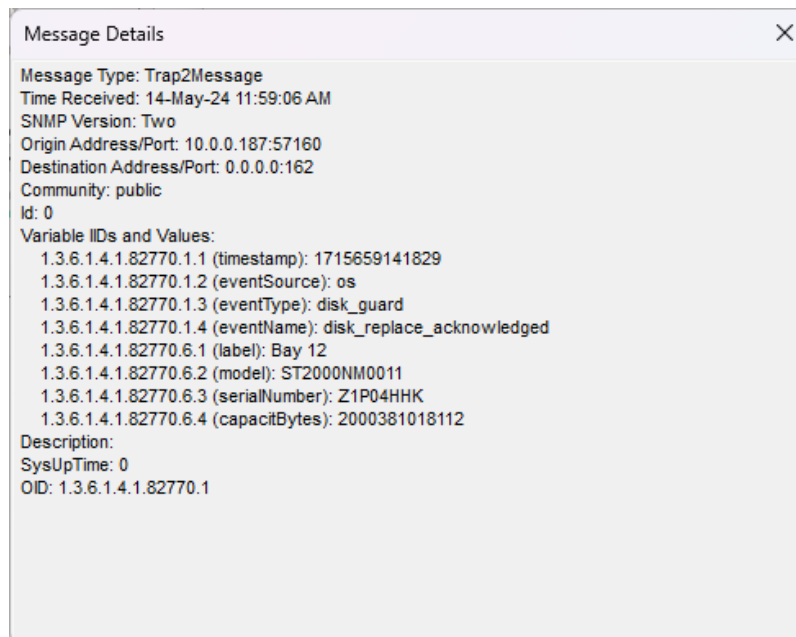 Message Details
Message Type: Trap2Message
Time Received: 14-May-24 11:59:06 AM
SNMP Version: Two
Origin Address/Port: 10.0.0.187:57160
Destination Address/Port: 0.0.0.0:162
Community: public
Id: 0
Variable IIDs and Values:
1.3.6.1.4.1.82770.1.1 (timestamp): 1715659141829
1.3.6.1.4.1.82770.1.2 (eventSource): os
1.3.6.1.4.1.82770.1.3 (eventType): disk_guard
1.3.6.1.4.1.82770.1.4 (eventName): disk_replace_acknowledged
1.3.6.1.4.1.82770.6.1 (label): Bay 12
1.3.6.1.4.1.82770.6.2 (model): ST2000NM0011
1.3.6.1.4.1.82770.6.3 (serialNumber): Z1P04HHK
1.3.6.1.4.1.82770.6.4 (capacitBytes): 2000381018112
Description:
SysUpTime: 0
OID: 1.3.6.1.4.1.82770.1